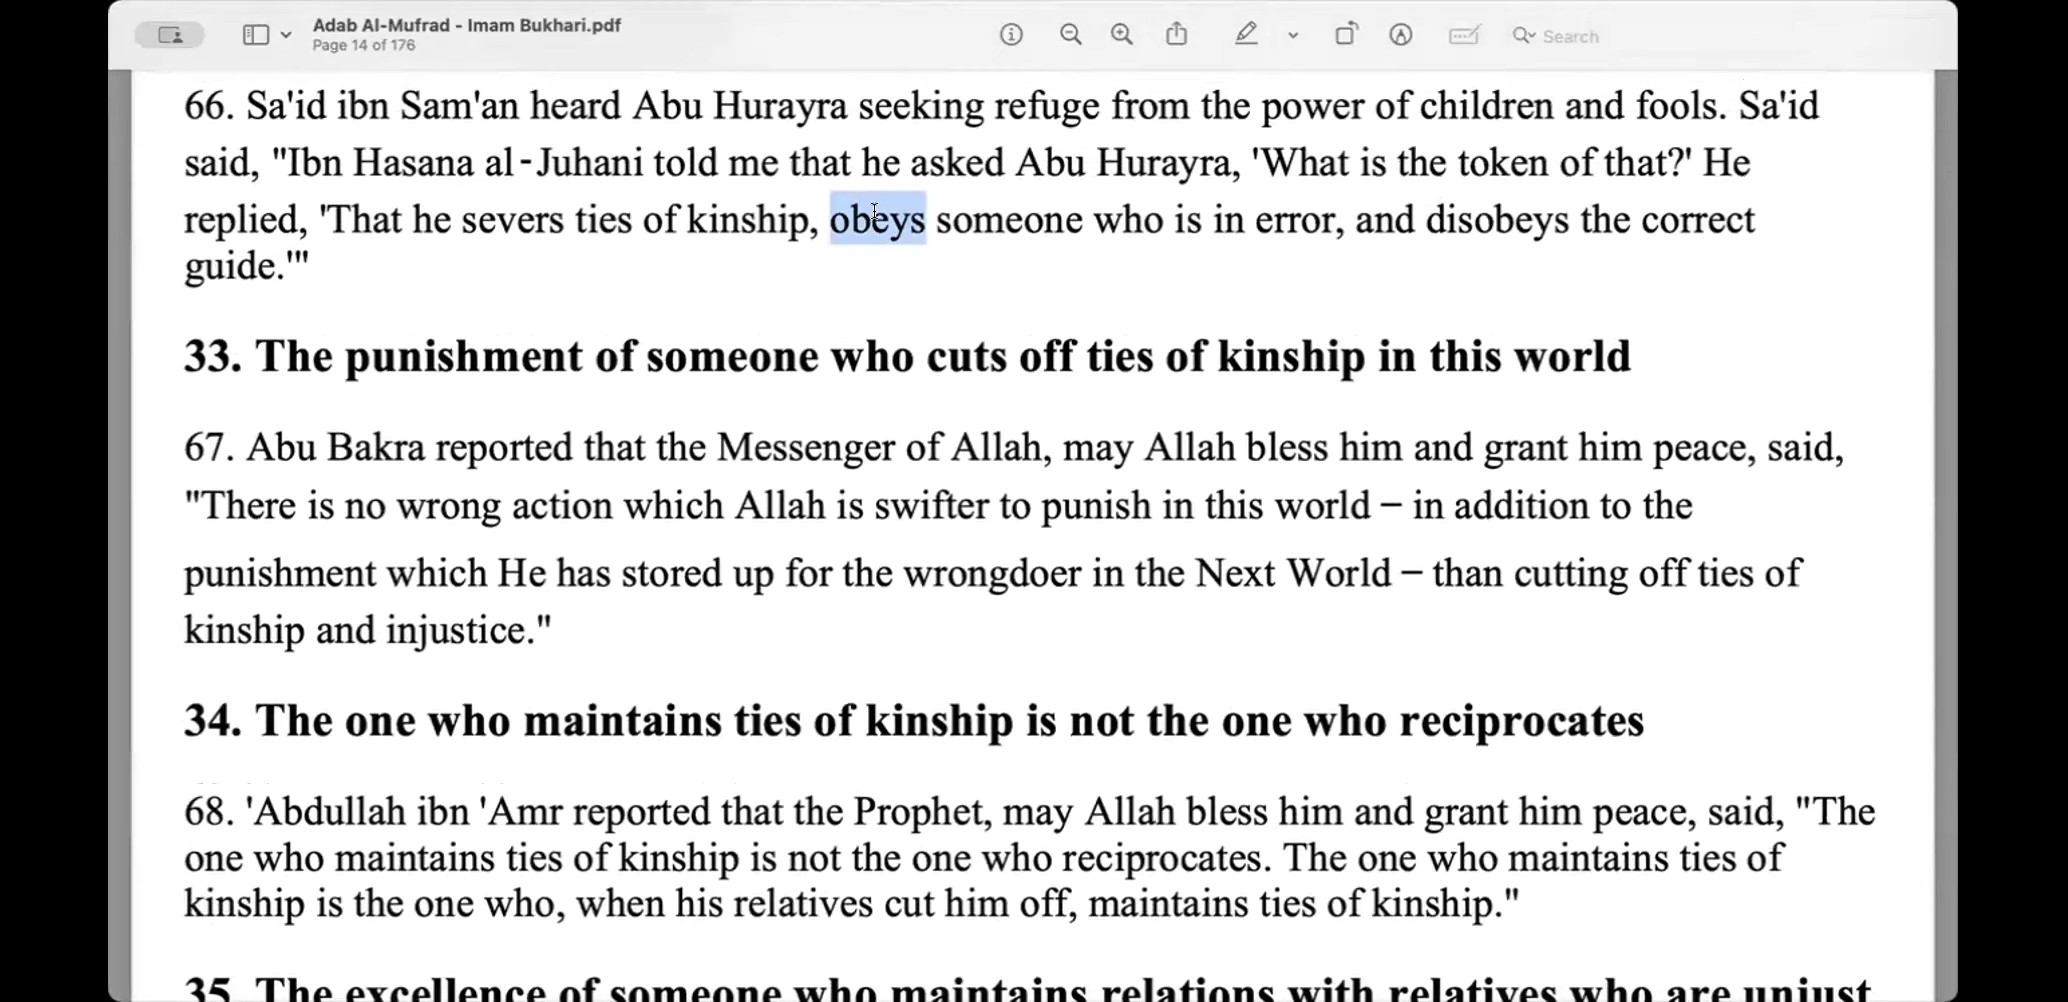 Adab Al-Mufrad - Imam Bukhari.pdf
Page 14 of 176
Search
66. Sa'id ibn Sam'an heard Abu Hurayra seeking refuge from the power of children and fools. Sa'id
said, "Ibn Hasana al-Juhani told me that he asked Abu Hurayra, 'What is the token of that?' He
replied, 'That he severs ties of kinship, obeys someone who is in error, and disobeys the correct
guide.'"
33. The punishment of someone who cuts off ties of kinship in this world
67. Abu Bakra reported that the Messenger of Allah, may Allah bless him and grant him peace, said,
"There is no wrong action which Allah is swifter to punish in this world – in addition to the
punishment which He has stored up for the wrongdoer in the Next World – than cutting off ties of
kinship and injustice."
34. The one who maintains ties of kinship is not the one who reciprocates
68. 'Abdullah ibn 'Amr reported that the Prophet, may Allah bless him and grant him peace, said, "The
one who maintains ties of kinship is not the one who reciprocates. The one who maintains ties of
kinship is the one who, when his relatives cut him off, maintains ties of kinship."
35. The excellence of someone who maintains relations with relatives who are unjust